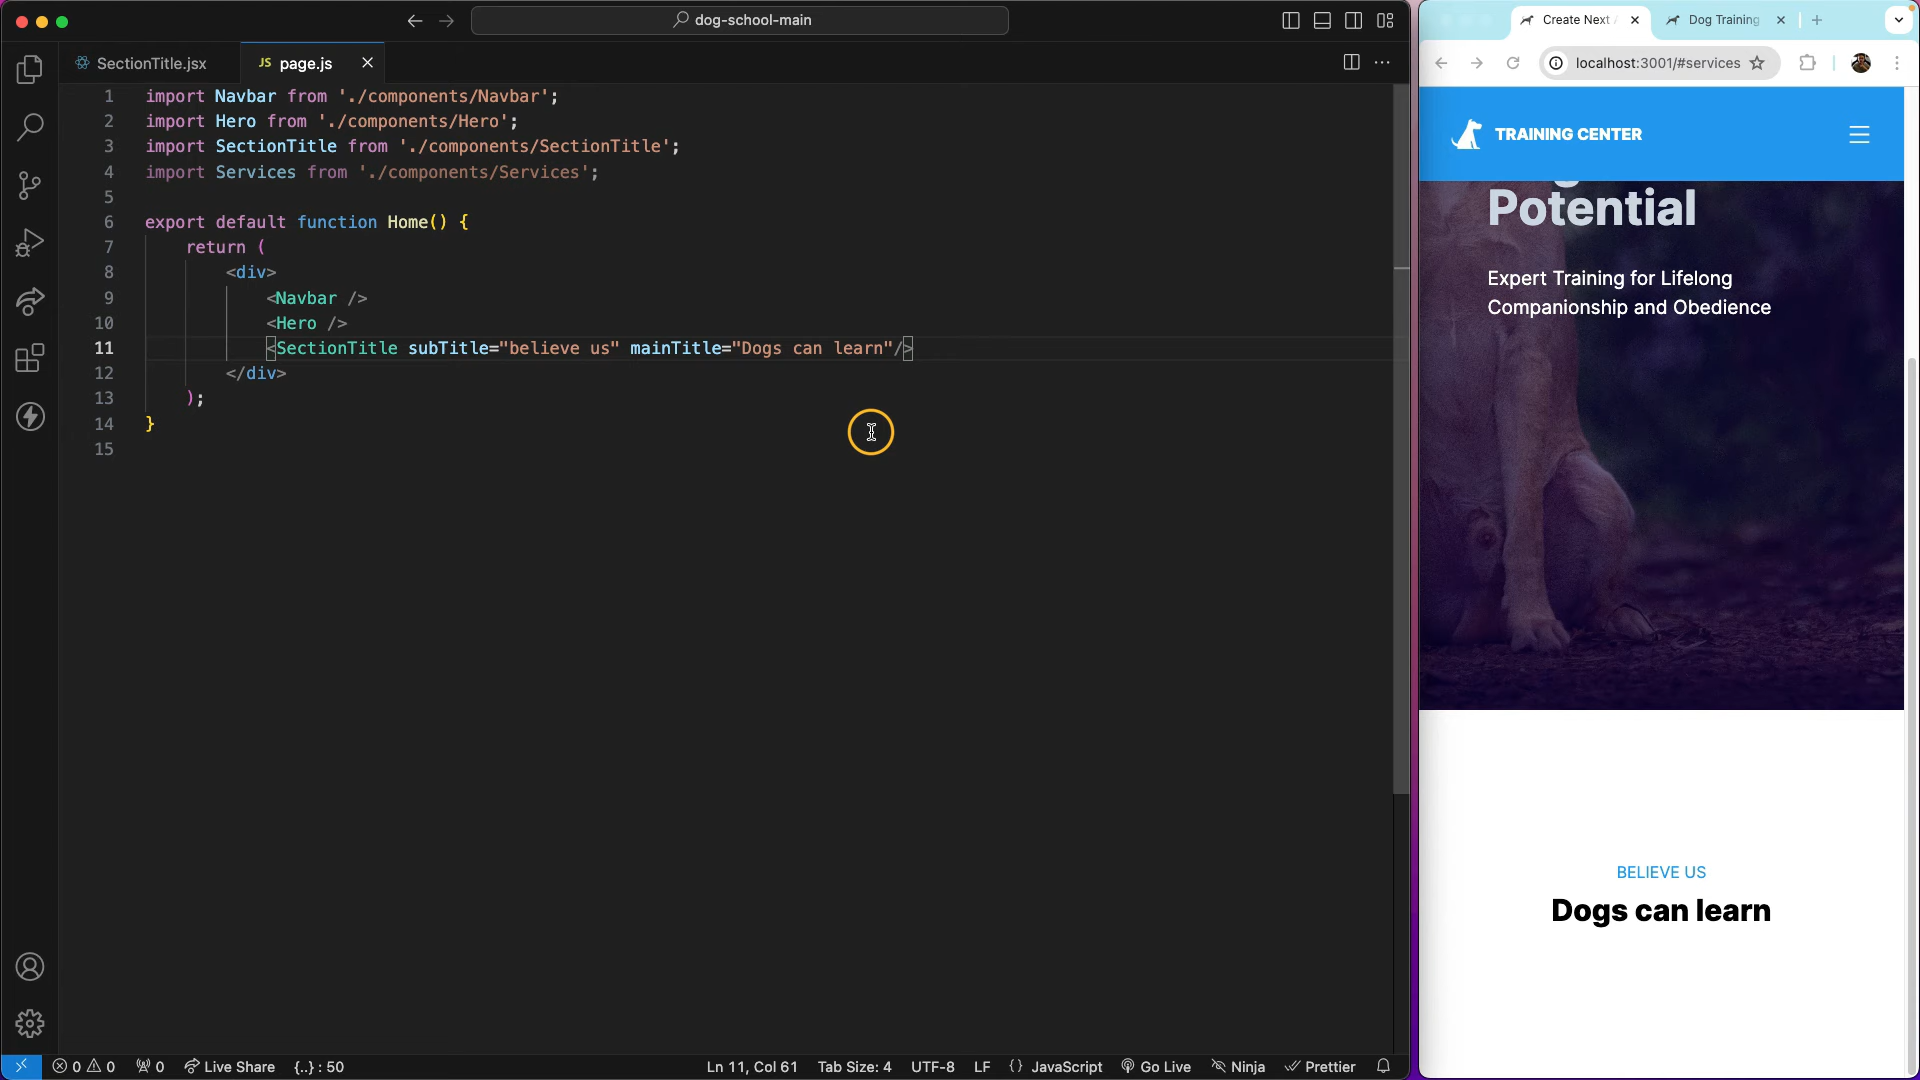 dog-school-main
SectionTitle.jsx
JS page.js
1 import Navbar from './components/Navbar';
2 import Hero from './components/Hero';
3 import SectionTitle from './components/SectionTitle';
4 import Services from './components/Services';
5
6 export default function Home() {
7 return (
8 <div>
9 <Navbar />
10 <Hero />
11 <SectionTitle subTitle="believe us" mainTitle="Dogs can learn"/>
12 </div>
13 );
14 }
15
0 0 0 Live Share {..} : 50 Ln 11, Col 61 Tab Size: 4 UTF-8 LF {} JavaScript Go Live Ninja Prettier
Create Next
Dog Training
localhost:3001/#services
TRAINING CENTER
Potential
Expert Training for Lifelong
Companionship and Obedience
BELIEVE US
Dogs can learn